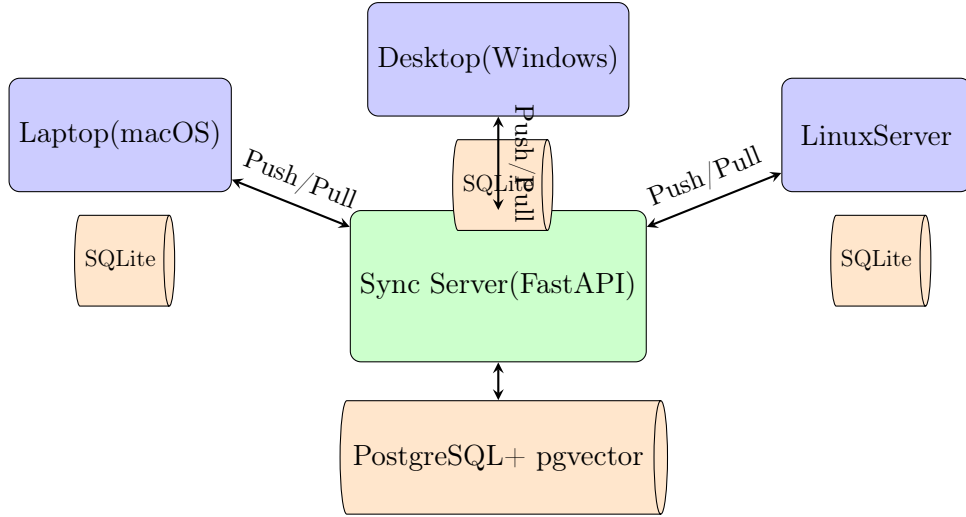 Desktop(Windows)
Laptop(macOS)
LinuxServer
Push/Pull
Push/Pull
Push/Pull
SQLite
SQLite
SQLite
Sync Server(FastAPI)
PostgreSQL+ pgvector